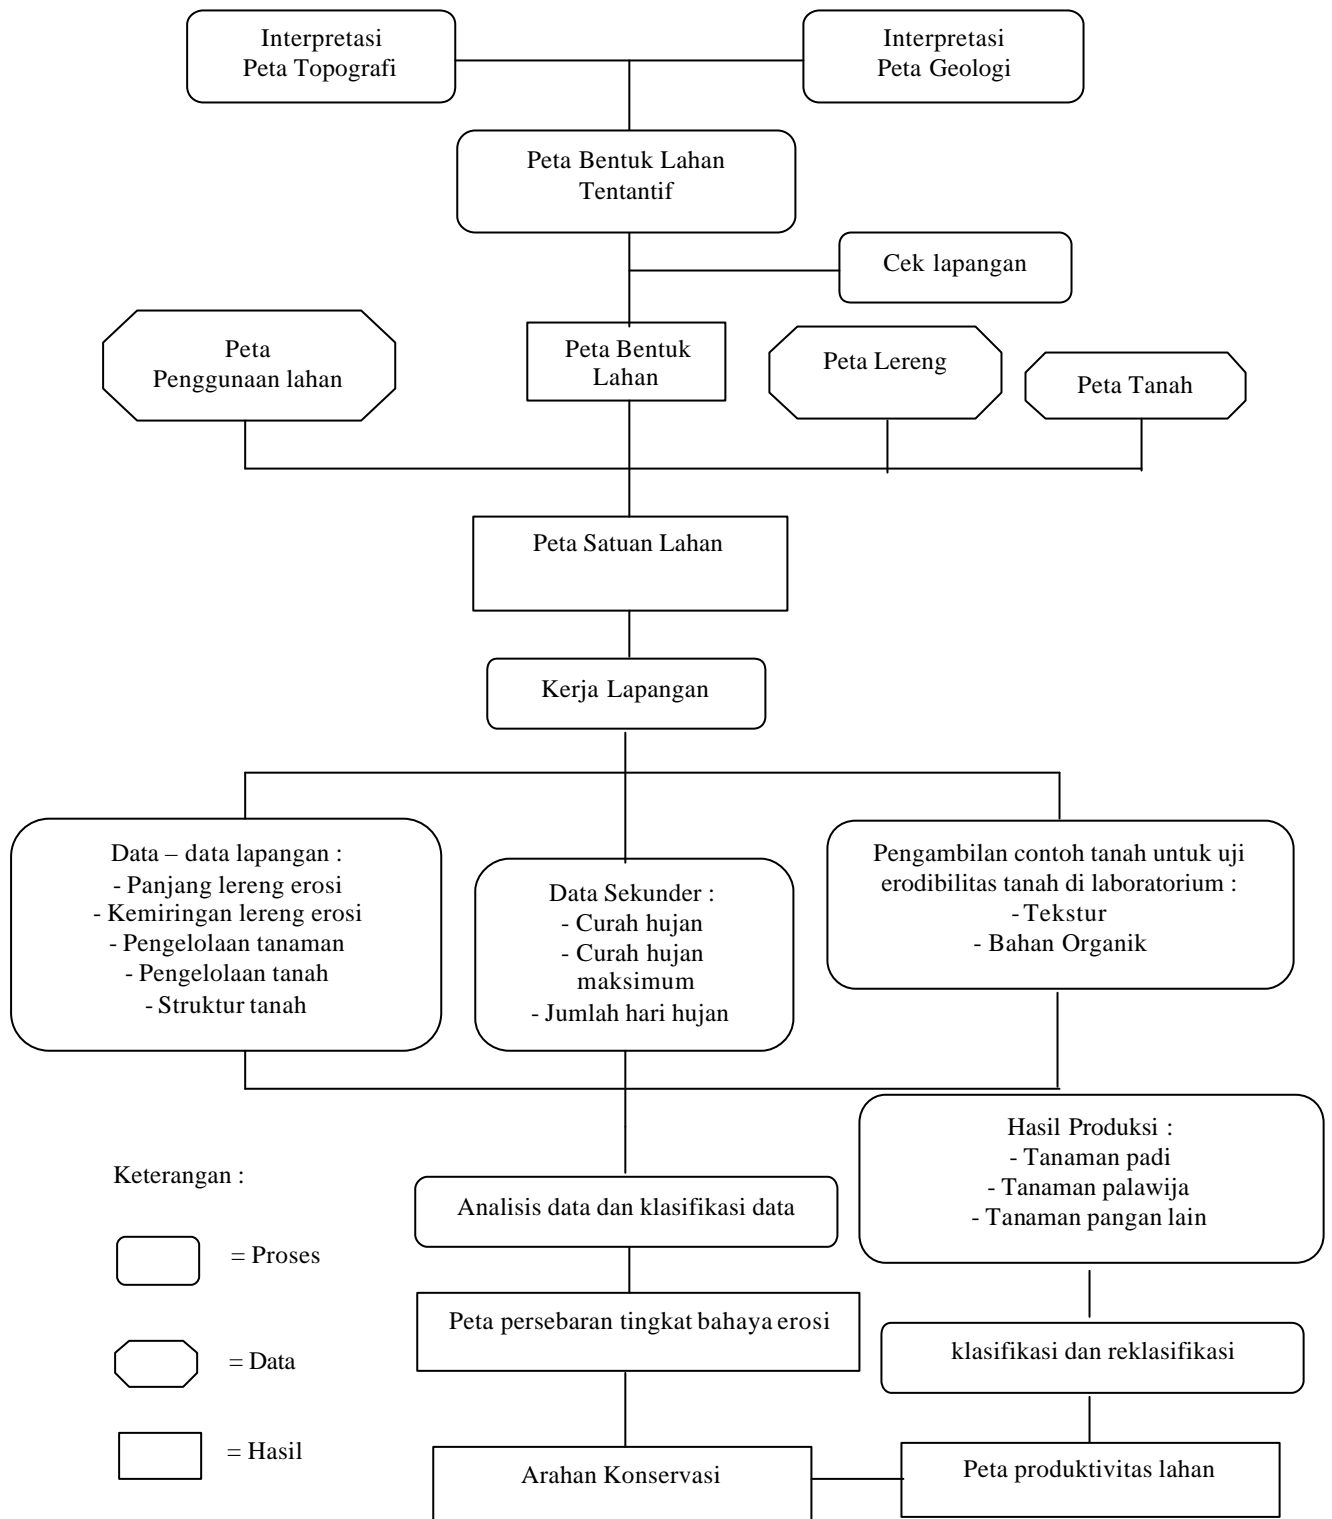 Interpretasi
Peta Topografi
Interpretasi
Peta Geologi
Peta Bentuk Lahan
Tentantif
Cek lapangan
Peta
Penggunaan lahan
Peta Bentuk
Lahan
Peta Lereng
Peta Tanah
Peta Satuan Lahan
Kerja Lapangan
Data – data lapangan :
- Panjang lereng erosi
- Kemiringan lereng erosi
- Pengelolaan tanaman
- Pengelolaan tanah
- Struktur tanah
Data Sekunder :
- Curah hujan
- Curah hujan
maksimum
- Jumlah hari hujan
Pengambilan contoh tanah untuk uji
erodibilitas tanah di laboratorium :
- Tekstur
- Bahan Organik
Hasil Produksi :
- Tanaman padi
- Tanaman palawija
- Tanaman pangan lain
Keterangan :
= Proses
= Data
= Hasil
Analisis data dan klasifikasi data
Peta persebaran tingkat bahaya erosi
klasifikasi dan reklasifikasi
Arahan Konservasi
Peta produktivitas lahan